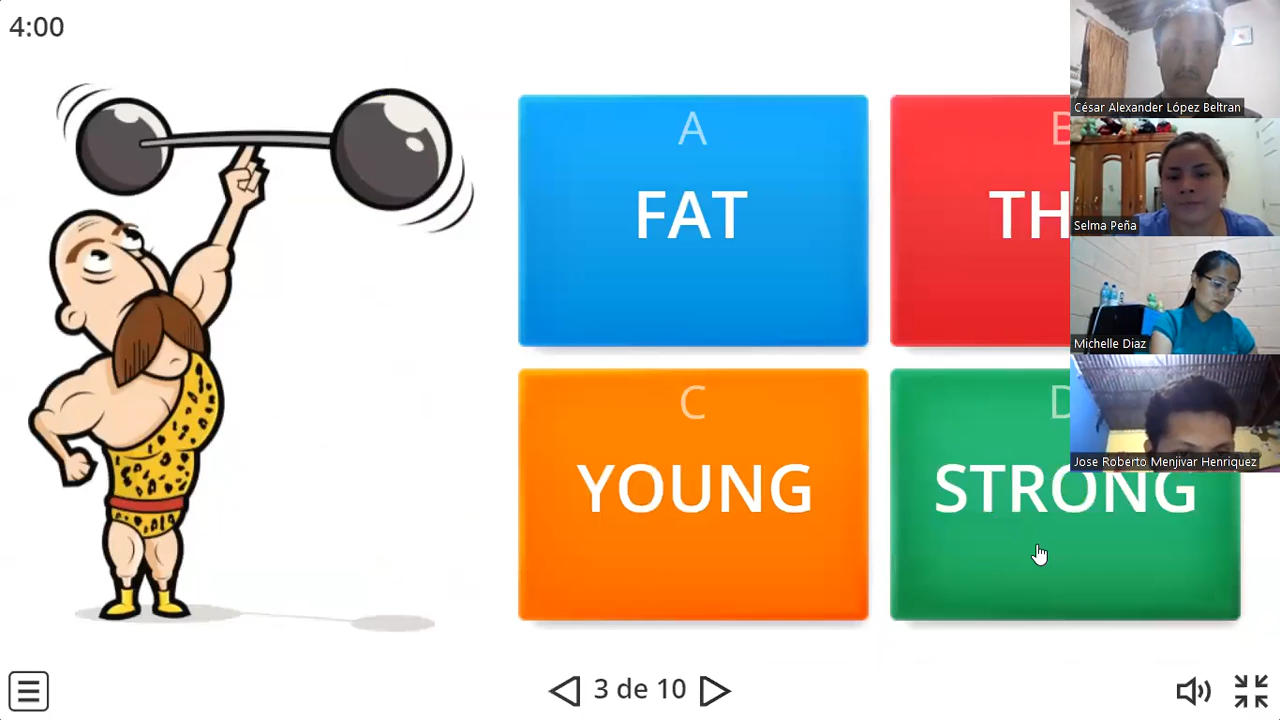 4:00
A
FAT
B
TH
C
YOUNG
D
STRONG
César Alexander López Beltran
Selma Peña
Michelle Diaz
Jose Roberto Menjivar Henriquez
3 de 10